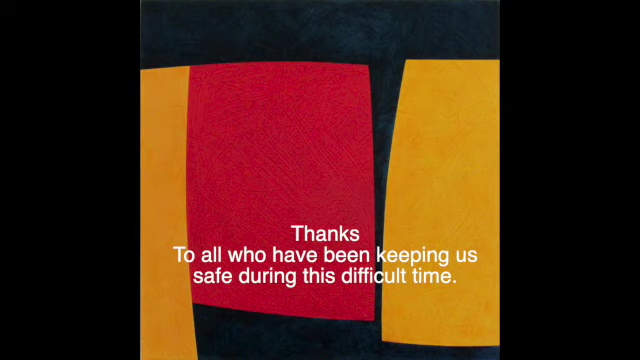 Thanks
To all who have been keeping us
safe during this difficult time.